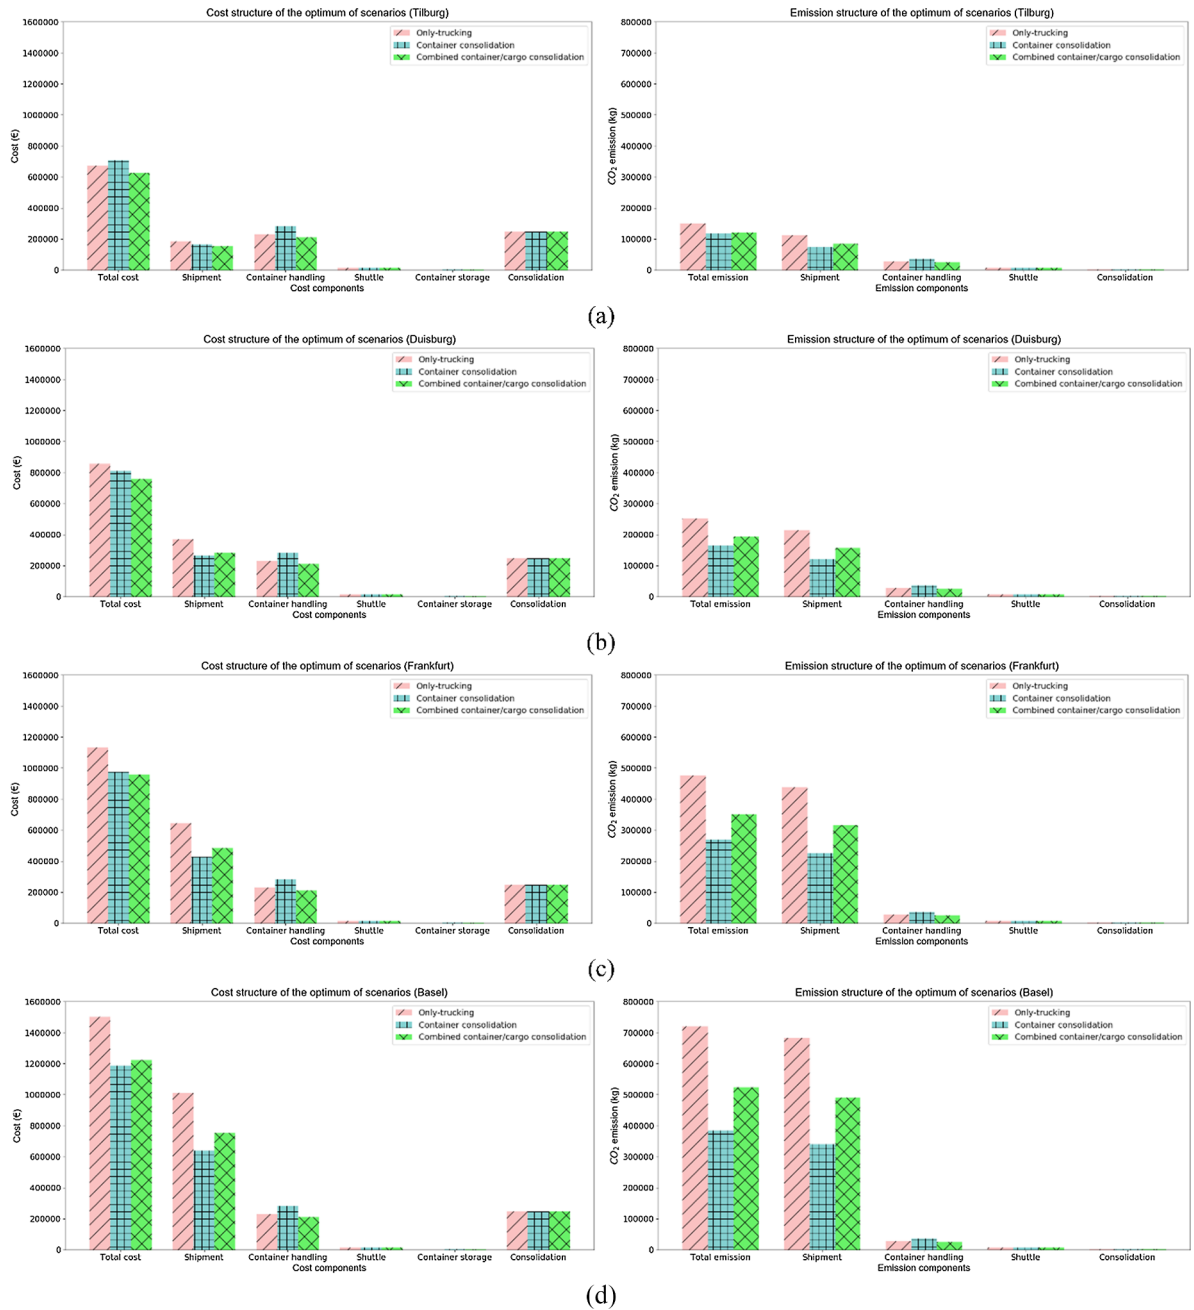 Cost structure of the optimum of scenarios (Tilburg)
1600000
1400000
1200000
1000000
800000
600000
400000
200000
0
Cost (€)
Only-trucking
Container consolidation
Combined container/cargo consolidation
Total cost Shipment Container handling Shuttle Container storage Consolidation
Cost components
Emission structure of the optimum of scenarios (Tilburg)
800000
700000
600000
500000
400000
300000
200000
100000
0
CO2 emission (kg)
Only-trucking
Container consolidation
Combined container/cargo consolidation
Total emission Shipment Container handling Shuttle Consolidation
Emission components
(a)
Cost structure of the optimum of scenarios (Duisburg)
1600000
1400000
1200000
1000000
800000
600000
400000
200000
0
Cost (€)
Only-trucking
Container consolidation
Combined container/cargo consolidation
Total cost Shipment Container handling Shuttle Container storage Consolidation
Cost components
Emission structure of the optimum of scenarios (Duisburg)
800000
700000
600000
500000
400000
300000
200000
100000
0
CO2 emission (kg)
Only-trucking
Container consolidation
Combined container/cargo consolidation
Total emission Shipment Container handling Shuttle Consolidation
Emission components
(b)
Cost structure of the optimum of scenarios (Frankfurt)
1600000
1400000
1200000
1000000
800000
600000
400000
200000
0
Cost (€)
Only-trucking
Container consolidation
Combined container/cargo consolidation
Total cost Shipment Container handling Shuttle Container storage Consolidation
Cost components
Emission structure of the optimum of scenarios (Frankfurt)
800000
700000
600000
500000
400000
300000
200000
100000
0
CO2 emission (kg)
Only-trucking
Container consolidation
Combined container/cargo consolidation
Total emission Shipment Container handling Shuttle Consolidation
Emission components
(c)
Cost structure of the optimum of scenarios (Basel)
1600000
1400000
1200000
1000000
800000
600000
400000
200000
0
Cost (€)
Only-trucking
Container consolidation
Combined container/cargo consolidation
Total cost Shipment Container handling Shuttle Container storage Consolidation
Cost components
Emission structure of the optimum of scenarios (Basel)
800000
700000
600000
500000
400000
300000
200000
100000
0
CO2 emission (kg)
Only-trucking
Container consolidation
Combined container/cargo consolidation
Total emission Shipment Container handling Shuttle Consolidation
Emission components
(d)